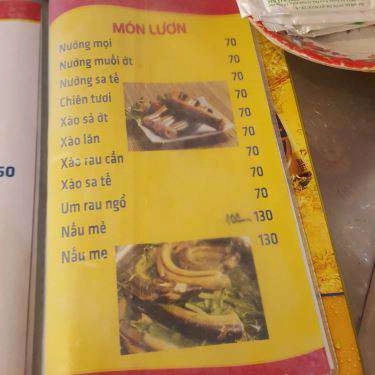 MÓN LƯƠN
Nướng mọi 70
Nướng muối ớt 70
Nướng sa tế 70
Chiên tươi 70
Xào sả ớt 70
Xào lăn 70
Xào rau cần 70
Xào sa tế 70
Um rau ngổ 70
Nấu mẻ 130
Nấu mẹ 130
50